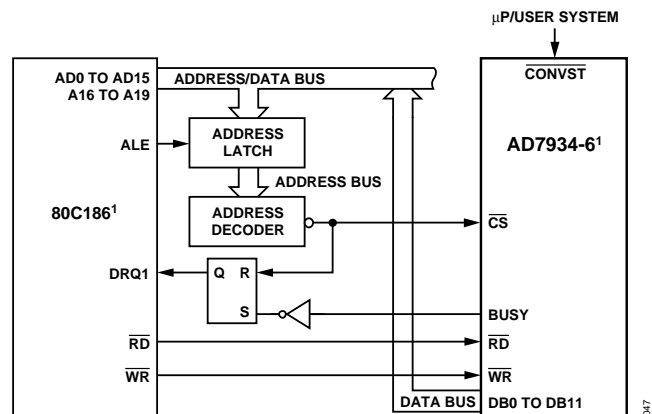 µP/USER SYSTEM
AD0 TO AD15
A16 TO A19
ADDRESS/DATA BUS
CONVST
ALE
ADDRESS
LATCH
AD7934-6¹
ADDRESS BUS
80C186¹
ADDRESS
DECODER
CS
DRQ1
Q
R
S
BUSY
RD
RD
WR
WR
DATA BUS
DB0 TO DB11
047